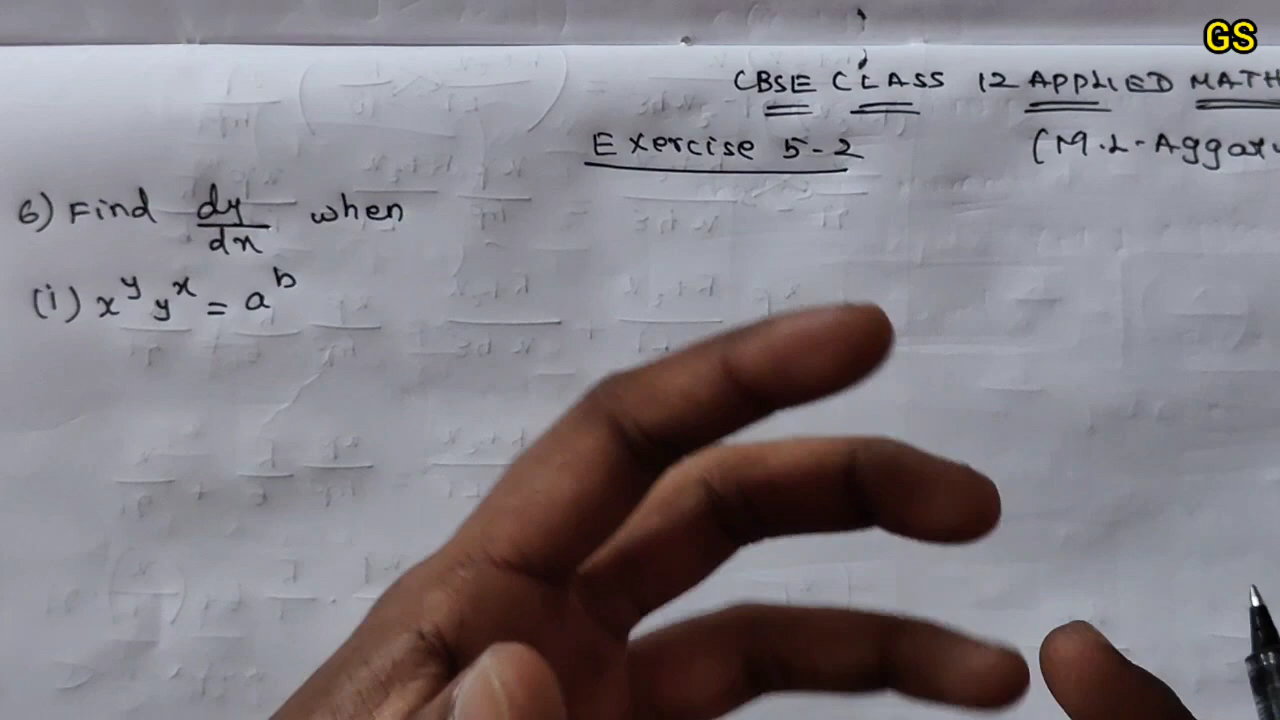 GS
CBSE CLASS 12 APPLIED MATH
Exercise 5-2
(M.L-Aggar
6) Find dy/dx when
(i) x^y y^x = a^b